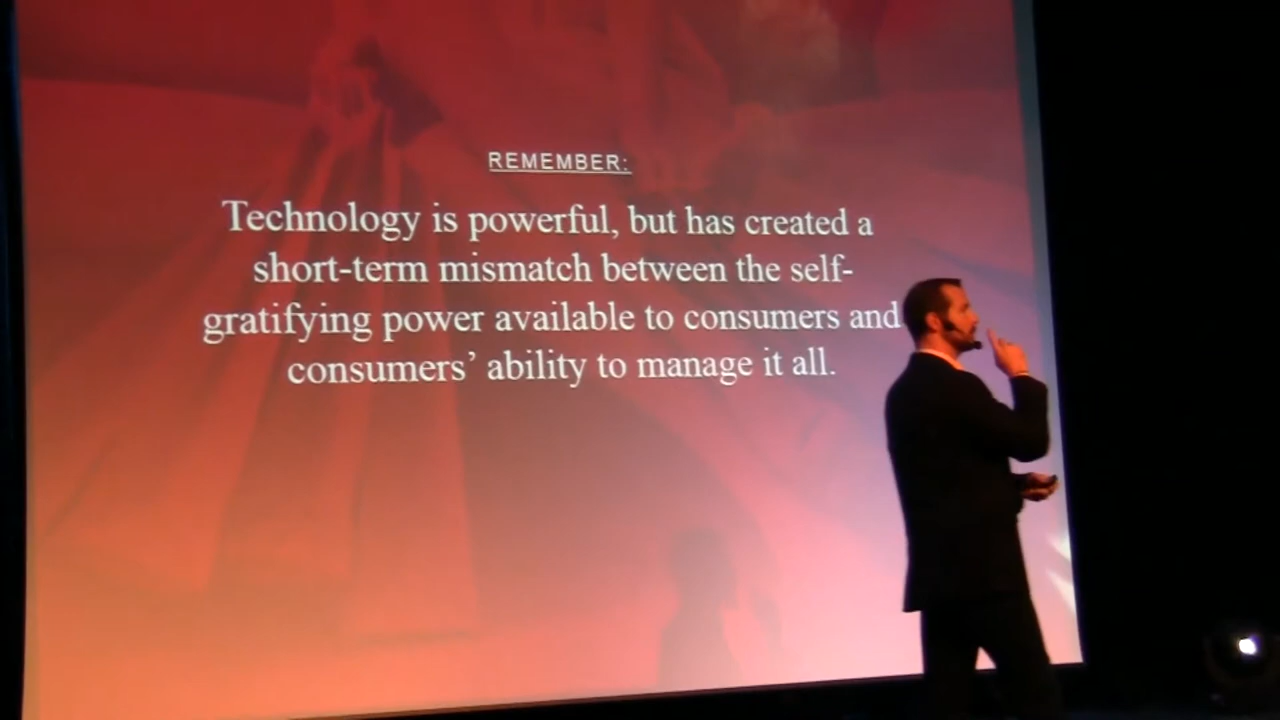 REMEMBER:
Technology is powerful, but has created a
short-term mismatch between the self-
gratifying power available to consumers and
consumers’ ability to manage it all.